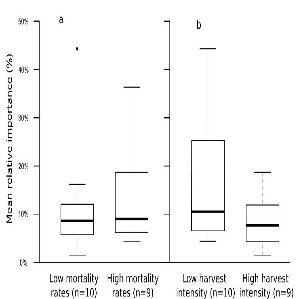 a
b
Mean relative importance (%)
60%
40%
30%
20%
10%
0%
Low mortality
rates (n=10)
High mortality
rates (n=9)
Low harvest
intensity (n=10)
High harvest
intensity (n=9)